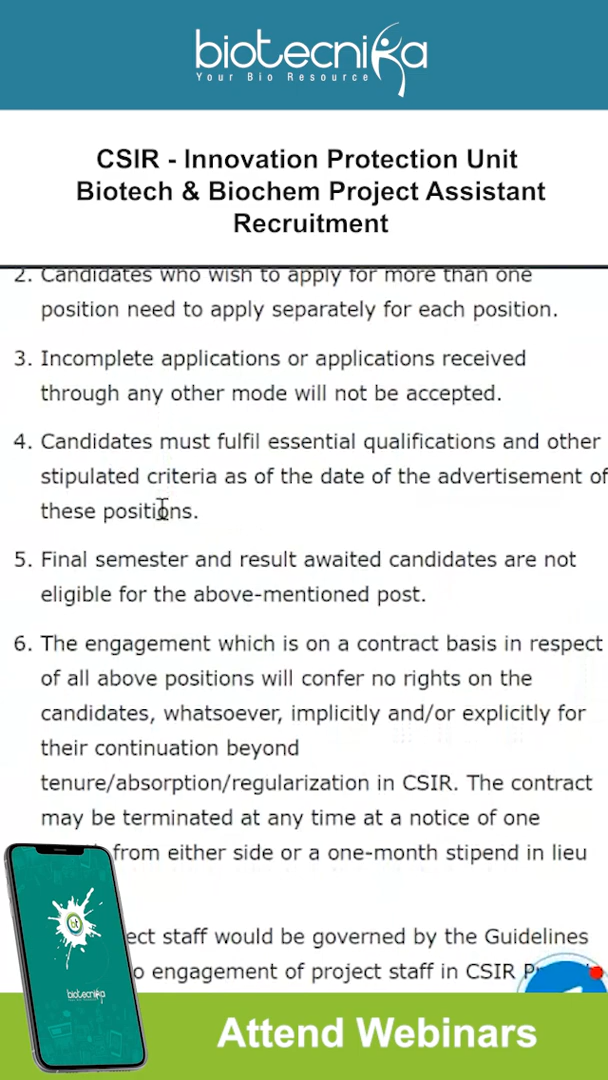 biotecnika
Your Bio Resource
CSIR - Innovation Protection Unit
Biotech & Biochem Project Assistant
Recruitment
2. Candidates who wish to apply for more than one
position need to apply separately for each position.
3. Incomplete applications or applications received
through any other mode will not be accepted.
4. Candidates must fulfil essential qualifications and other
stipulated criteria as of the date of the advertisement of
these positions.
5. Final semester and result awaited candidates are not
eligible for the above-mentioned post.
6. The engagement which is on a contract basis in respect
of all above positions will confer no rights on the
candidates, whatsoever, implicitly and/or explicitly for
their continuation beyond
tenure/absorption/regularization in CSIR. The contract
may be terminated at any time at a notice of one
from either side or a one-month stipend in lieu
ect staff would be governed by the Guidelines
o engagement of project staff in CSIR
bt
biotecnika
Attend Webinars